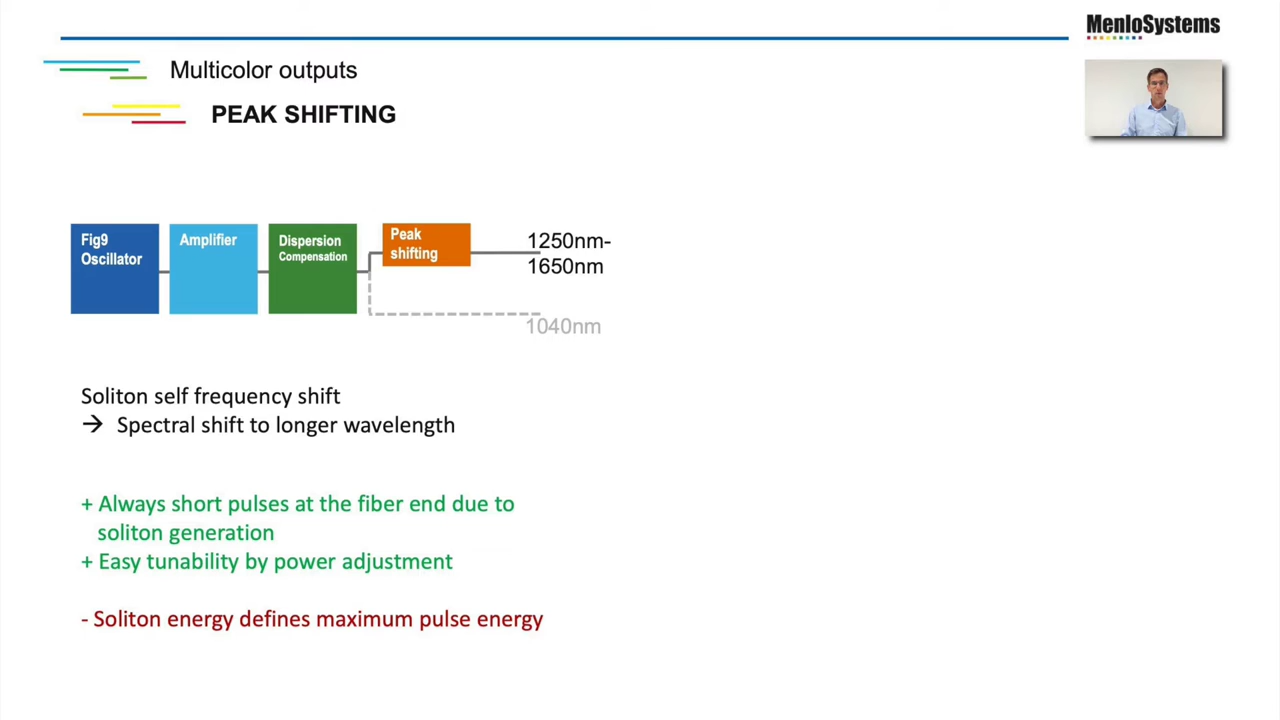 MenloSystems
Multicolor outputs
PEAK SHIFTING
Fig9
Oscillator
Amplifier
Dispersion
Compensation
Peak
shifting
1250nm-
1650nm
1040nm
Soliton self frequency shift
→ Spectral shift to longer wavelength
+ Always short pulses at the fiber end due to
soliton generation
+ Easy tunability by power adjustment
- Soliton energy defines maximum pulse energy